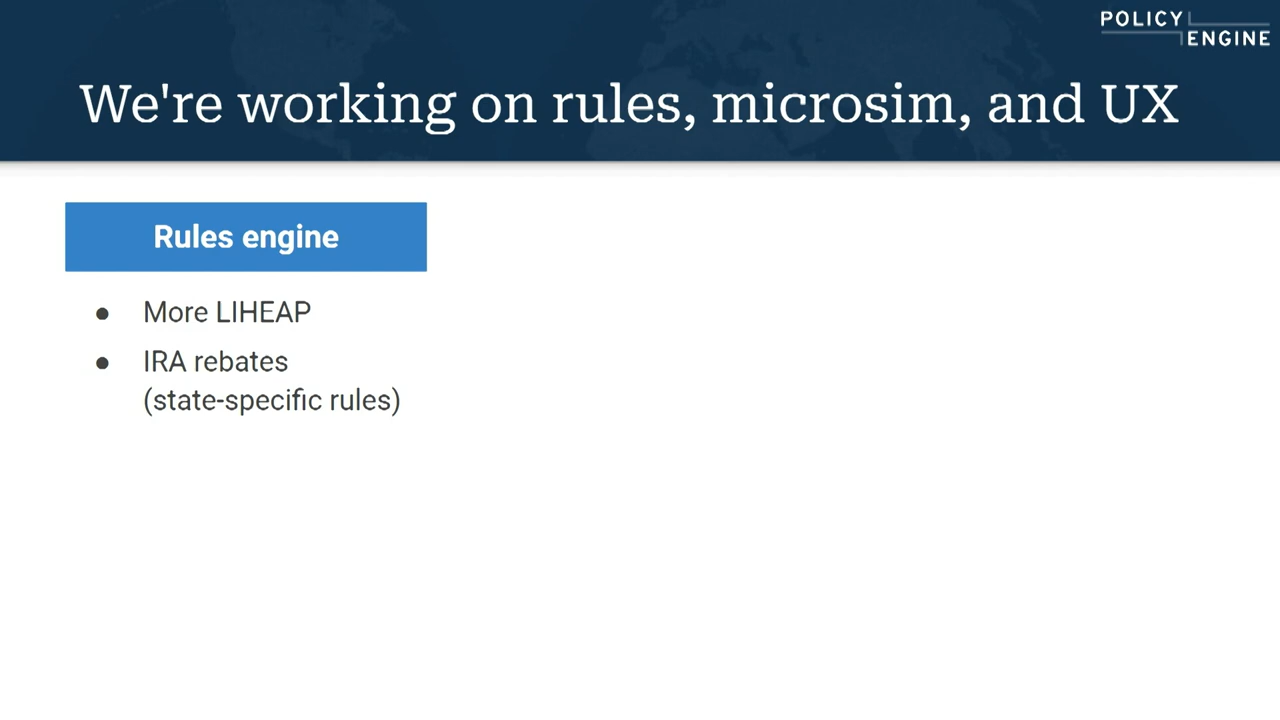 POLICY
ENGINE
We're working on rules, microsim, and UX
Rules engine
● More LIHEAP
● IRA rebates
(state-specific rules)